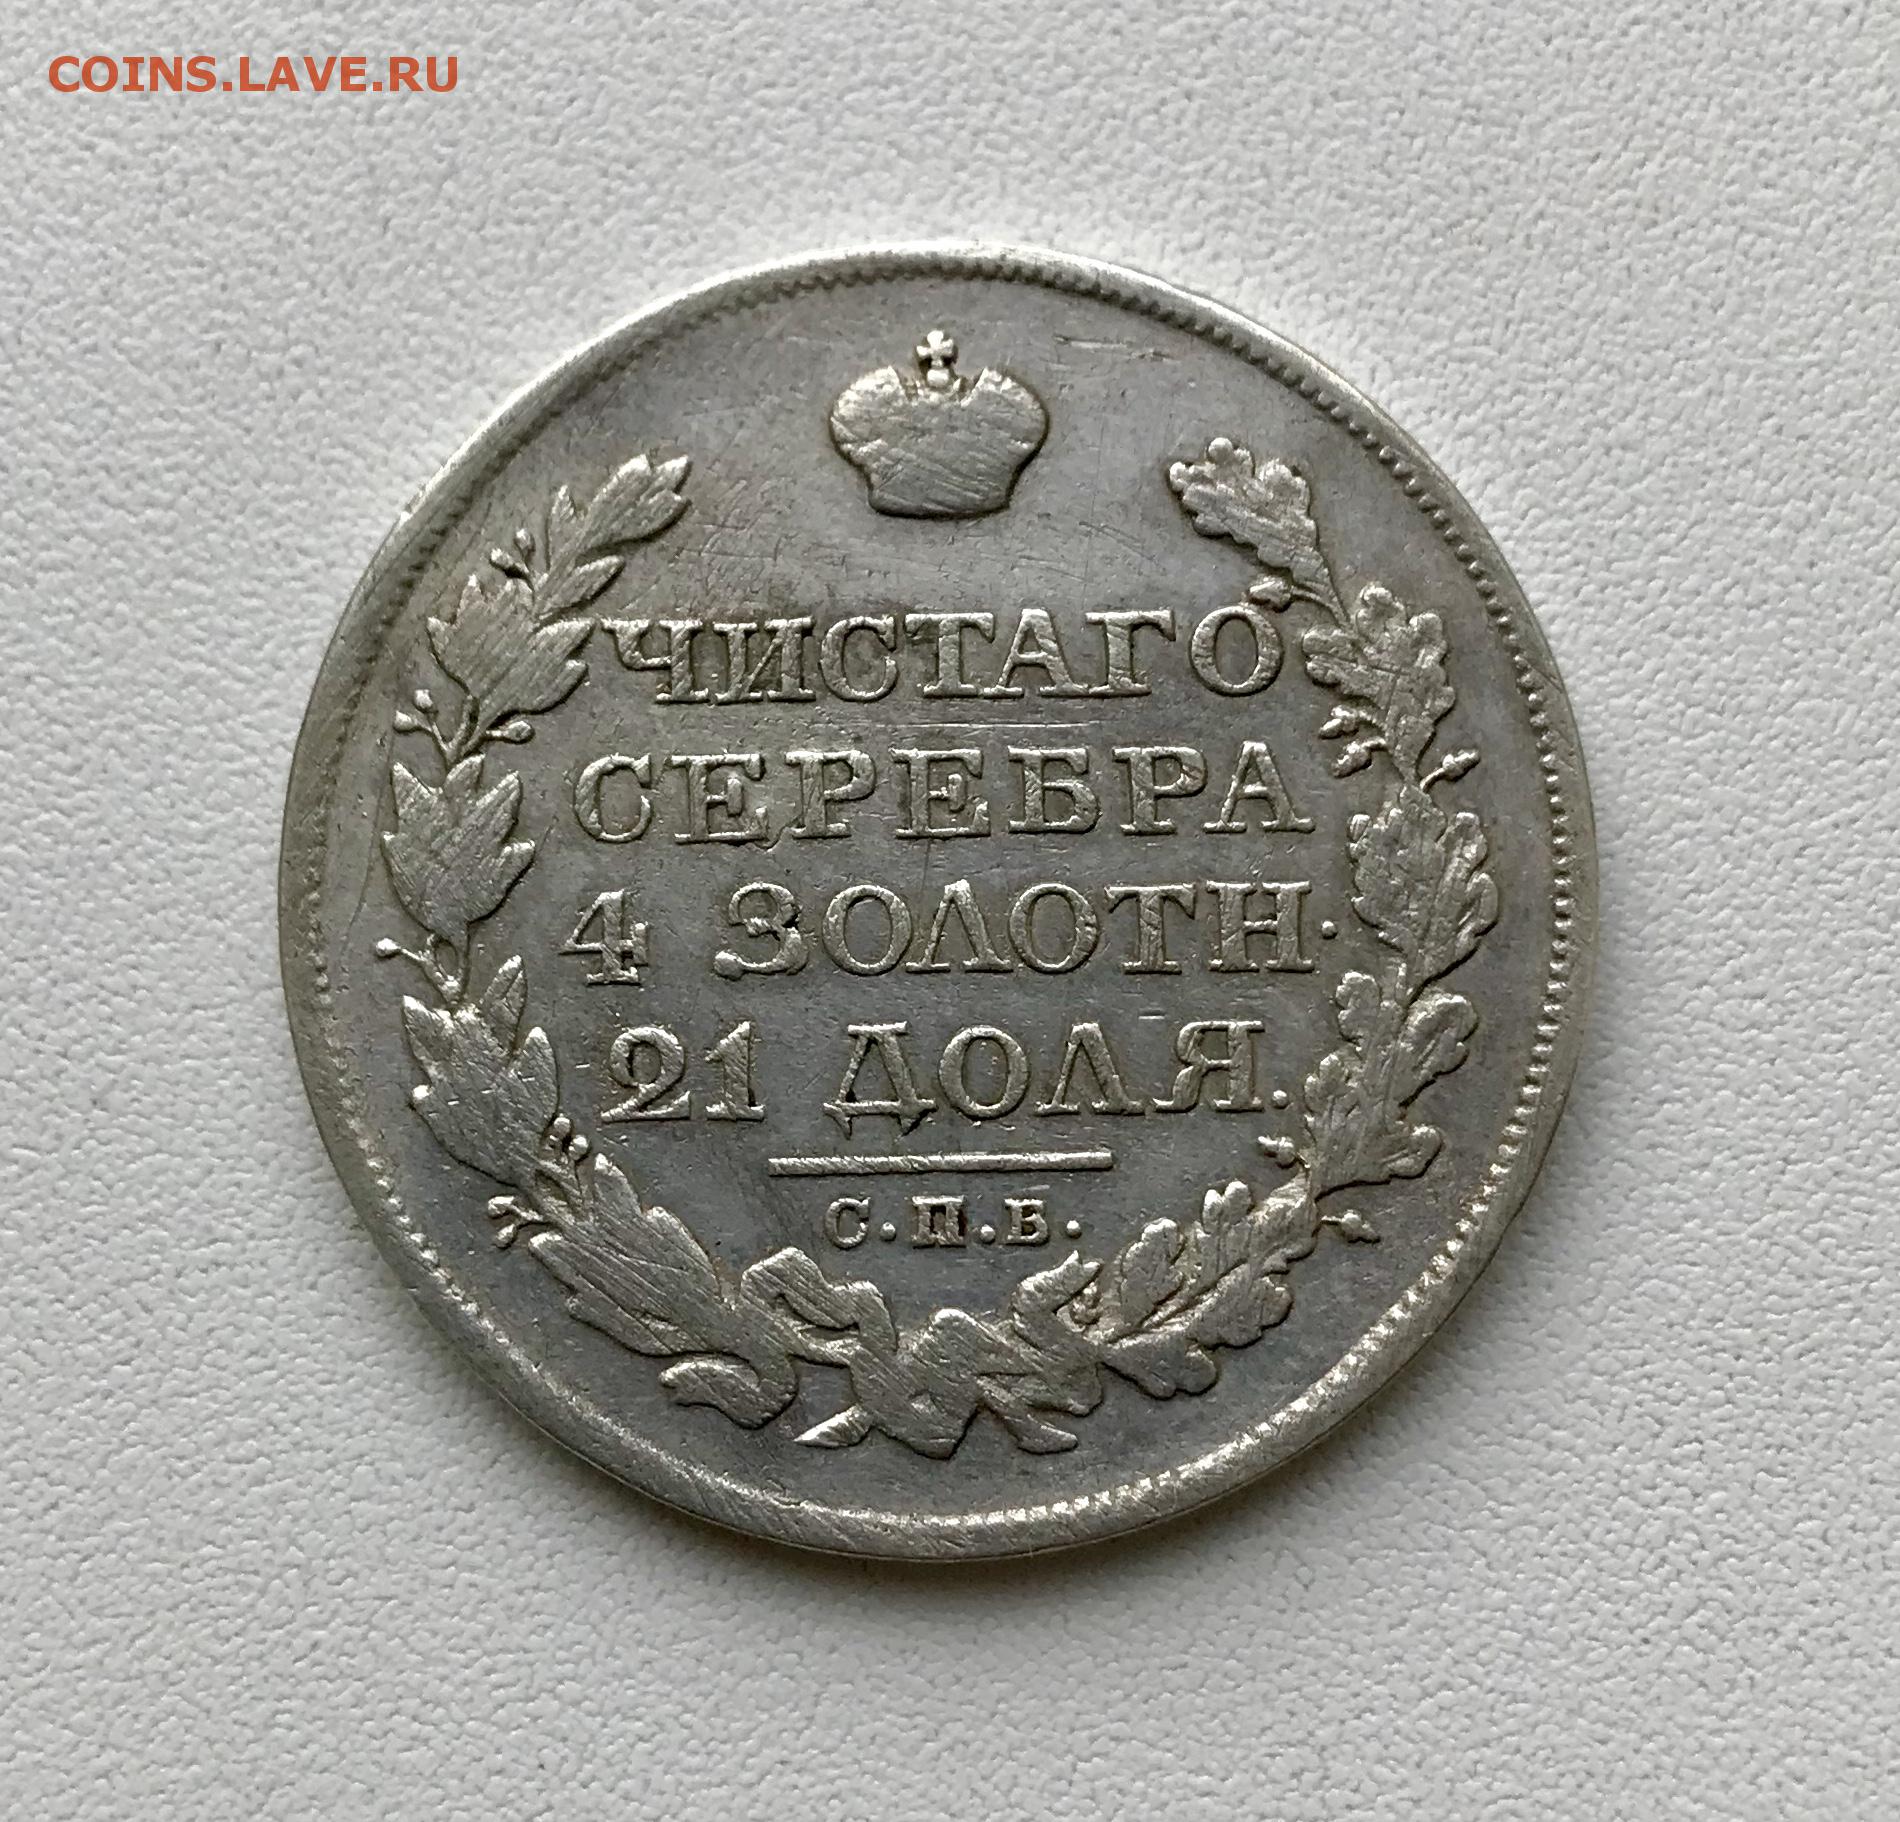 COINS.LAVE.RU
ЧИСТАГО
СЕРЕБРА
4 ЗОЛОТН.
21 ДОЛЯ.
С.П.Б.